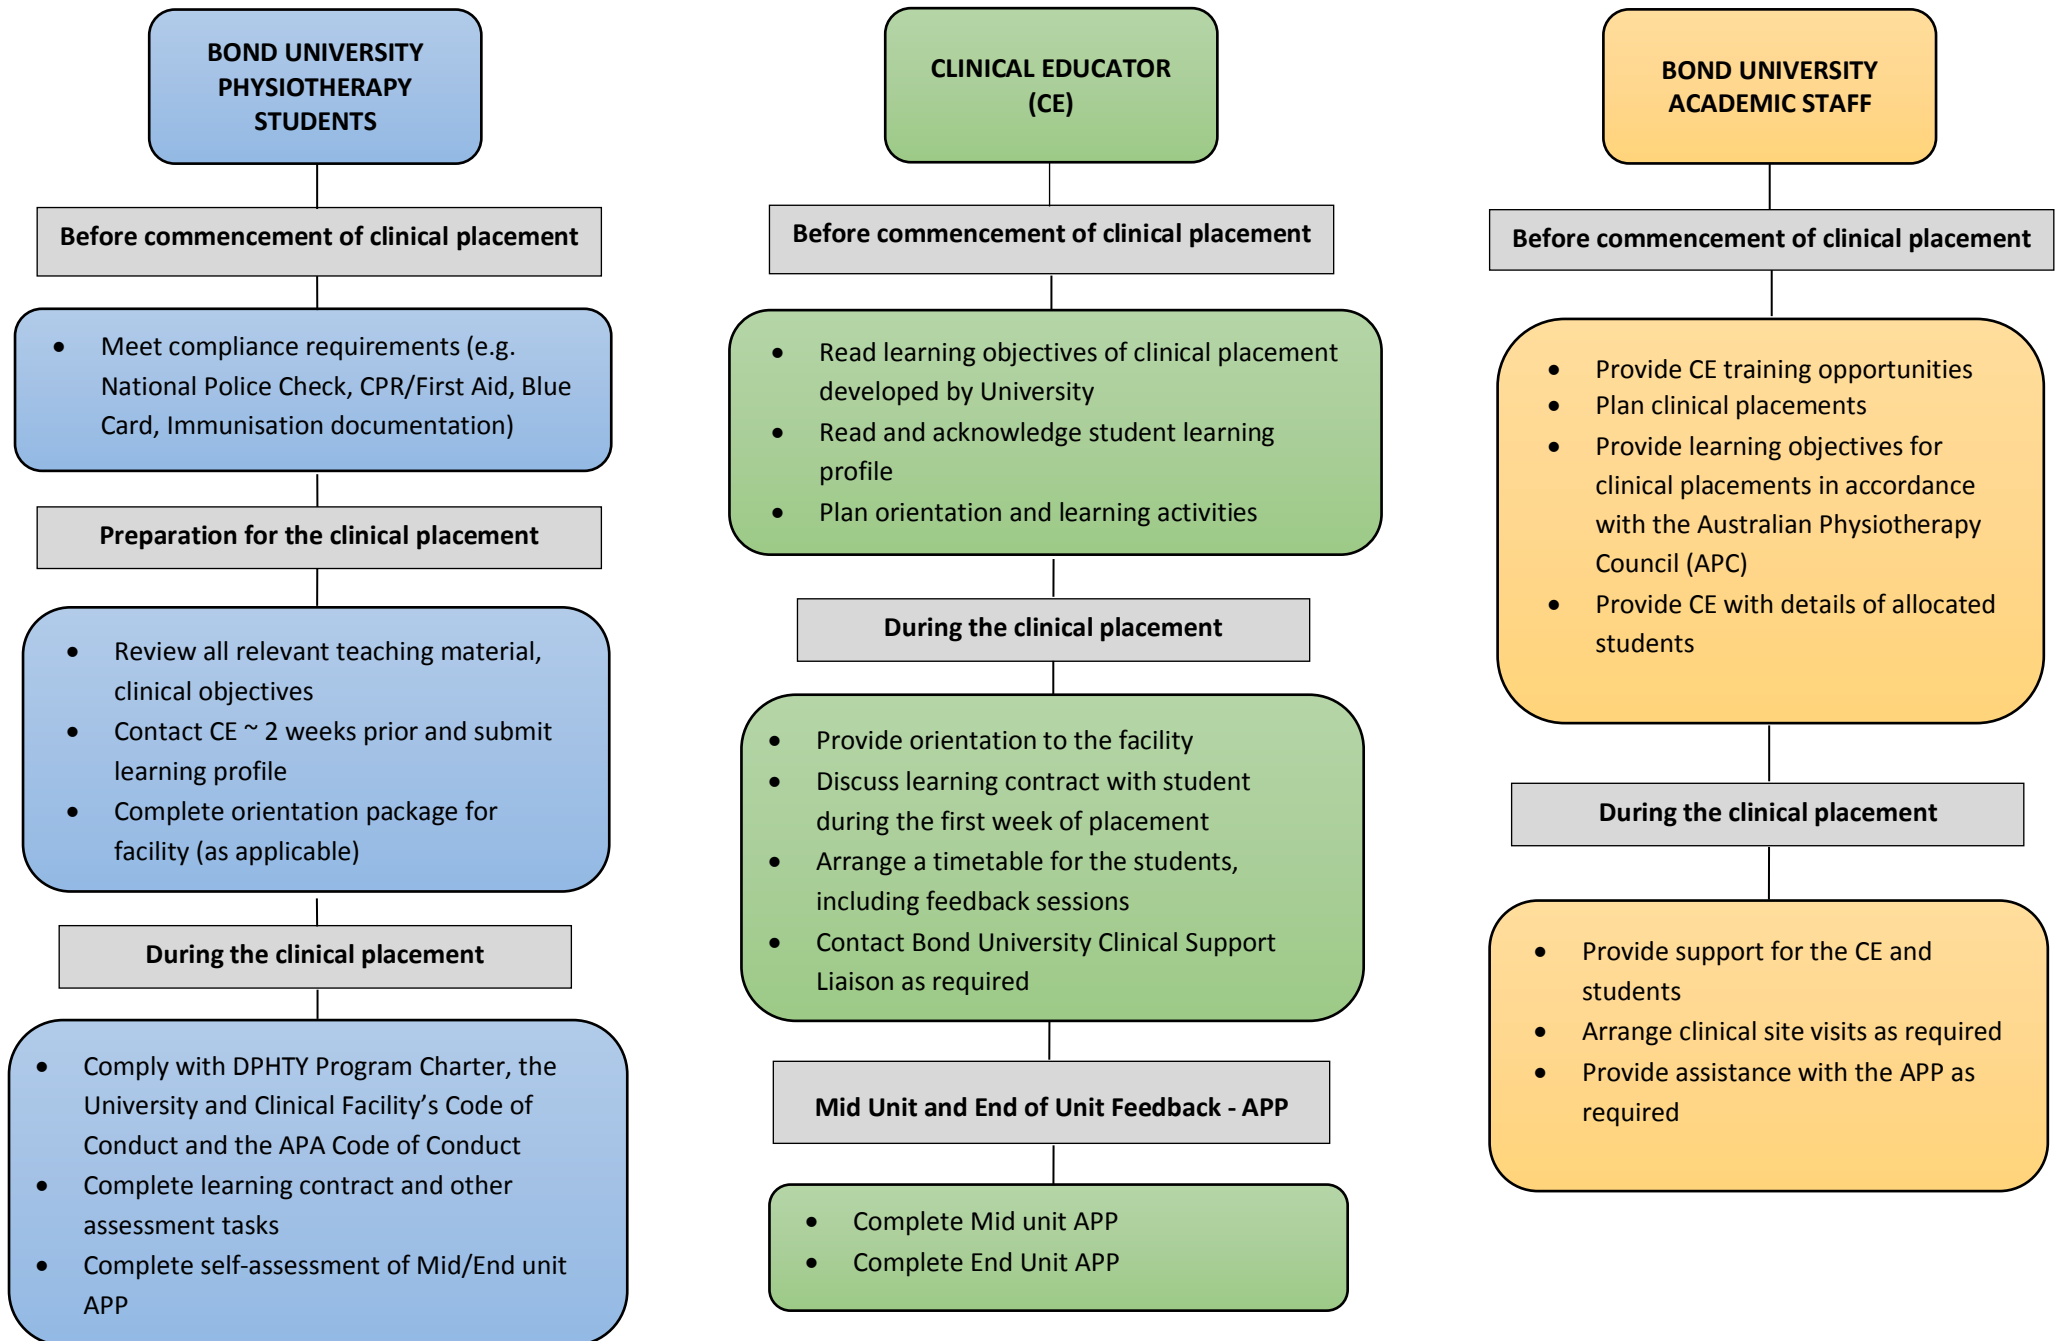 BOND UNIVERSITY
PHYSIOTHERAPY
STUDENTS
Before commencement of clinical placement
• Meet compliance requirements (e.g.
National Police Check, CPR/First Aid, Blue
Card, Immunisation documentation)
Preparation for the clinical placement
• Review all relevant teaching material,
clinical objectives
• Contact CE ~ 2 weeks prior and submit
learning profile
• Complete orientation package for
facility (as applicable)
During the clinical placement
• Comply with DPHTY Program Charter, the
University and Clinical Facility’s Code of
Conduct and the APA Code of Conduct
• Complete learning contract and other
assessment tasks
• Complete self-assessment of Mid/End unit
APP
CLINICAL EDUCATOR
(CE)
Before commencement of clinical placement
• Read learning objectives of clinical placement
developed by University
• Read and acknowledge student learning
profile
• Plan orientation and learning activities
During the clinical placement
• Provide orientation to the facility
• Discuss learning contract with student
during the first week of placement
• Arrange a timetable for the students,
including feedback sessions
• Contact Bond University Clinical Support
Liaison as required
Mid Unit and End of Unit Feedback - APP
• Complete Mid unit APP
• Complete End Unit APP
BOND UNIVERSITY
ACADEMIC STAFF
Before commencement of clinical placement
• Provide CE training opportunities
• Plan clinical placements
• Provide learning objectives for
clinical placements in accordance
with the Australian Physiotherapy
Council (APC)
• Provide CE with details of allocated
students
During the clinical placement
• Provide support for the CE and
students
• Arrange clinical site visits as required
• Provide assistance with the APP as
required